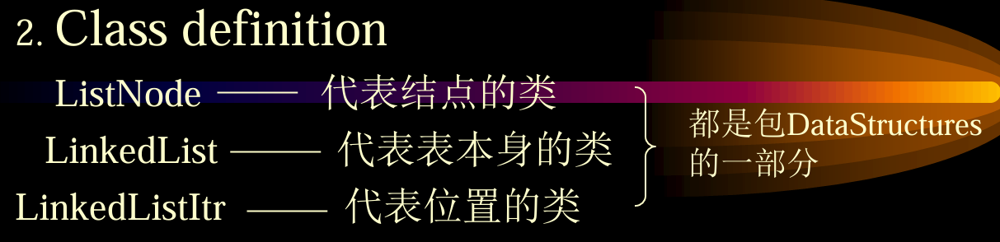 2. Class definition
ListNode —— 代表结点的类
LinkedList —— 代表表本身的类
LinkedListItr —— 代表位置的类
都是包DataStructures
的一部分